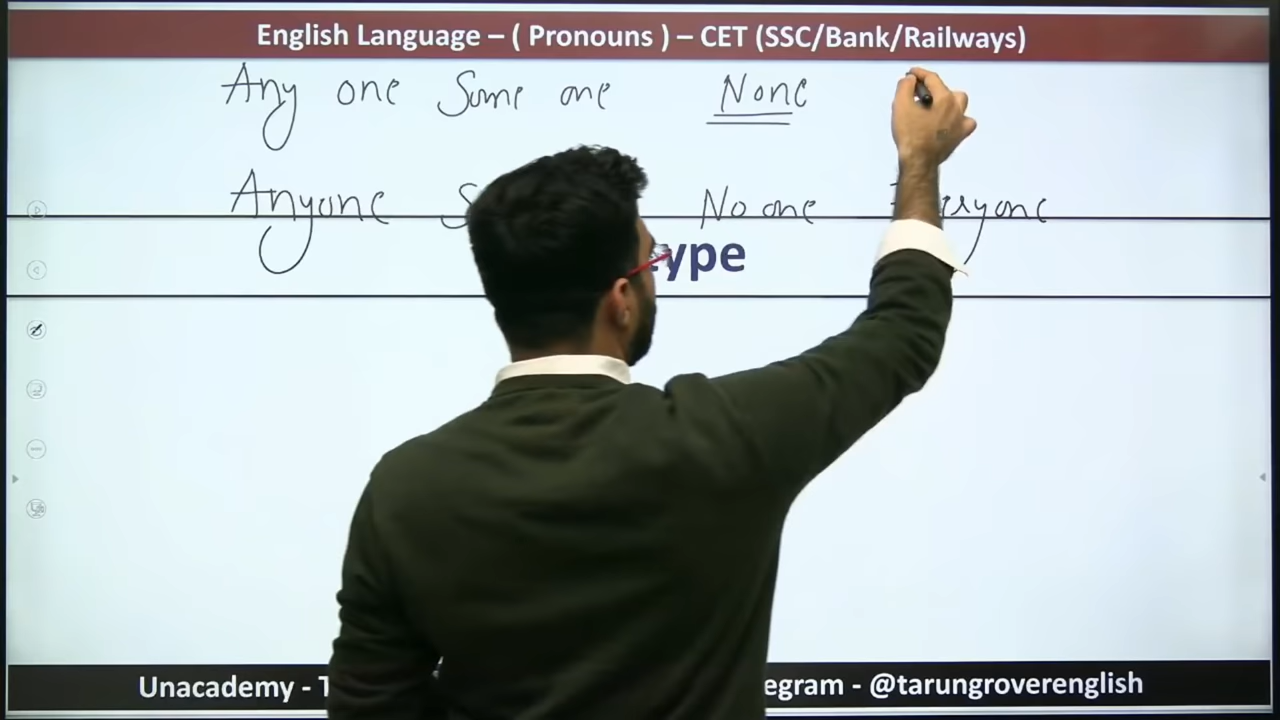 English Language – ( Pronouns ) – CET (SSC/Bank/Railways)
Any one Some one None
Anyone No one
ype
Unacademy - egram - @tarungroverenglish